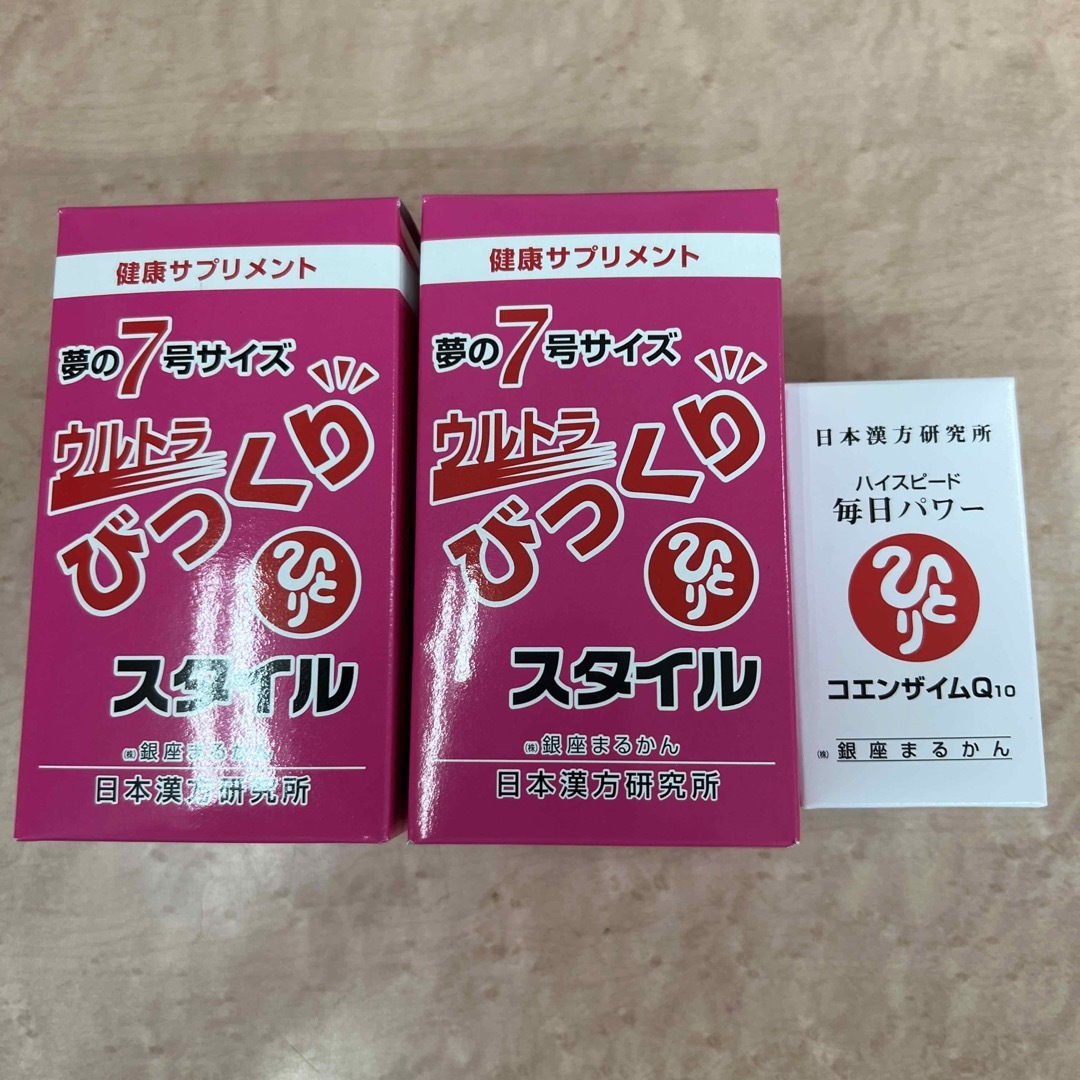 健康サプリメント
夢の7号サイズ
ウルトラ
びっくり
ひとり
スタイル
㈱銀座まるかん
日本漢方研究所
健康サプリメント
夢の7号サイズ
ウルトラ
びっくり
ひとり
スタイル
㈱銀座まるかん
日本漢方研究所
日本漢方研究所
ハイスピード
毎日パワー
ひとり
コエンザイムQ10
㈱銀座まるかん